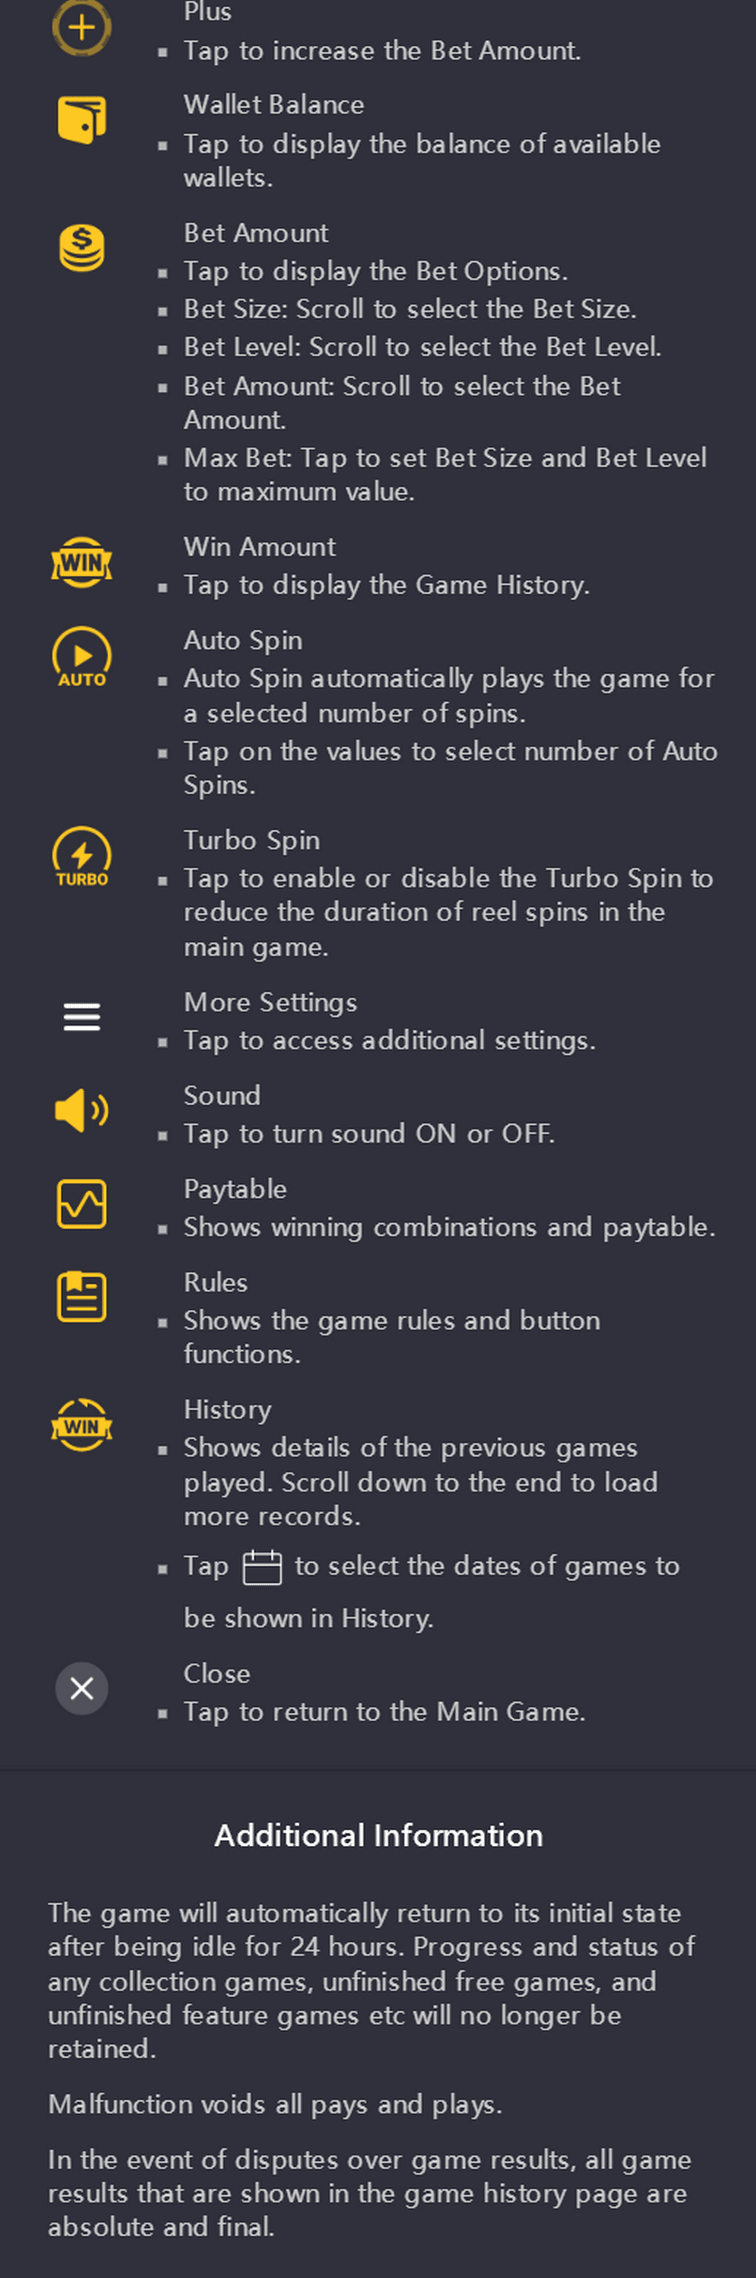 Plus
▪ Tap to increase the Bet Amount.
Wallet Balance
▪ Tap to display the balance of available
wallets.
Bet Amount
▪ Tap to display the Bet Options.
▪ Bet Size: Scroll to select the Bet Size.
▪ Bet Level: Scroll to select the Bet Level.
▪ Bet Amount: Scroll to select the Bet
Amount.
▪ Max Bet: Tap to set Bet Size and Bet Level
to maximum value.
WIN
Win Amount
▪ Tap to display the Game History.
AUTO
Auto Spin
▪ Auto Spin automatically plays the game for
a selected number of spins.
▪ Tap on the values to select number of Auto
Spins.
TURBO
Turbo Spin
▪ Tap to enable or disable the Turbo Spin to
reduce the duration of reel spins in the
main game.
More Settings
▪ Tap to access additional settings.
Sound
▪ Tap to turn sound ON or OFF.
Paytable
▪ Shows winning combinations and paytable.
Rules
▪ Shows the game rules and button
functions.
WIN
History
▪ Shows details of the previous games
played. Scroll down to the end to load
more records.
▪ Tap to select the dates of games to
be shown in History.
Close
▪ Tap to return to the Main Game.
Additional Information
The game will automatically return to its initial state
after being idle for 24 hours. Progress and status of
any collection games, unfinished free games, and
unfinished feature games etc will no longer be
retained.
Malfunction voids all pays and plays.
In the event of disputes over game results, all game
results that are shown in the game history page are
absolute and final.